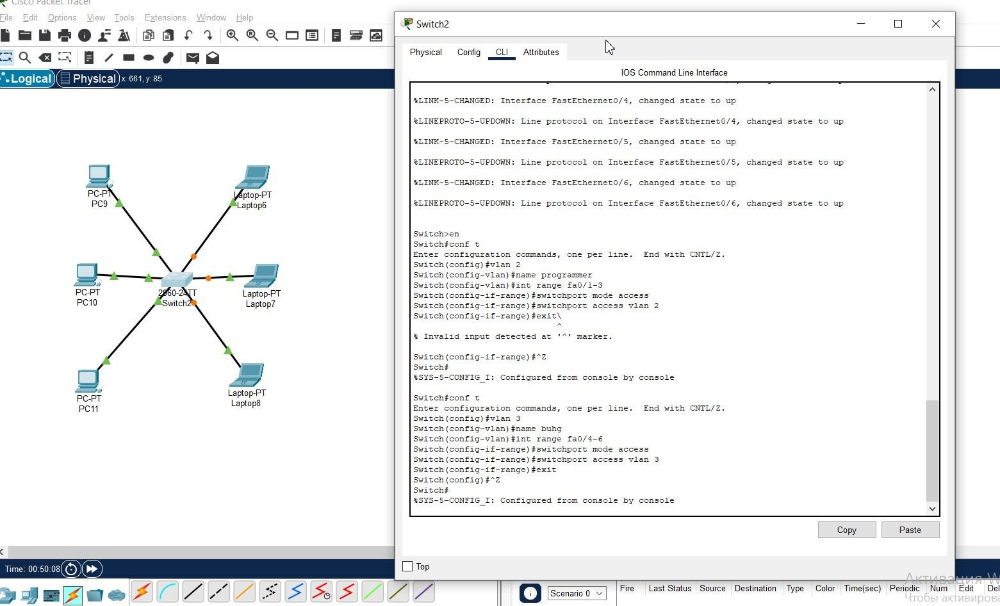 Cisco Packet Tracer
File Edit Options View Tools Extensions Window Help
Logical Physical x: 661, y: 85
PC-PT
PC9
Laptop-PT
Laptop6
PC-PT
PC10
2960-24TT
Switch2
Laptop-PT
Laptop7
PC-PT
PC11
Laptop-PT
Laptop8
Time: 00:50:08
Switch2
Physical Config CLI Attributes
IOS Command Line Interface
%LINK-5-CHANGED: Interface FastEthernet0/4, changed state to up
%LINEPROTO-5-UPDOWN: Line protocol on Interface FastEthernet0/4, changed state to up
%LINK-5-CHANGED: Interface FastEthernet0/5, changed state to up
%LINEPROTO-5-UPDOWN: Line protocol on Interface FastEthernet0/5, changed state to up
%LINK-5-CHANGED: Interface FastEthernet0/6, changed state to up
%LINEPROTO-5-UPDOWN: Line protocol on Interface FastEthernet0/6, changed state to up
Switch>en
Switch#conf t
Enter configuration commands, one per line.  End with CNTL/Z.
Switch(config)#vlan 2
Switch(config-vlan)#name programmer
Switch(config-vlan)#int range fa0/1-3
Switch(config-if-range)#switchport mode access
Switch(config-if-range)#switchport access vlan 2
Switch(config-if-range)#exit\
^
% Invalid input detected at '^' marker.
Switch(config-if-range)#^Z
Switch#
%SYS-5-CONFIG_I: Configured from console by console
Switch#conf t
Enter configuration commands, one per line.  End with CNTL/Z.
Switch(config)#vlan 3
Switch(config-vlan)#name buhg
Switch(config-vlan)#int range fa0/4-6
Switch(config-if-range)#switchport mode access
Switch(config-if-range)#switchport access vlan 3
Switch(config-if-range)#exit
Switch(config)#^Z
Switch#
%SYS-5-CONFIG_I: Configured from console by console
Copy Paste
Top
Scenario 0
Fire Last Status Source Destination Type Color Time(sec) Periodic Num Edit Del
Активация W
Чтобы активирова